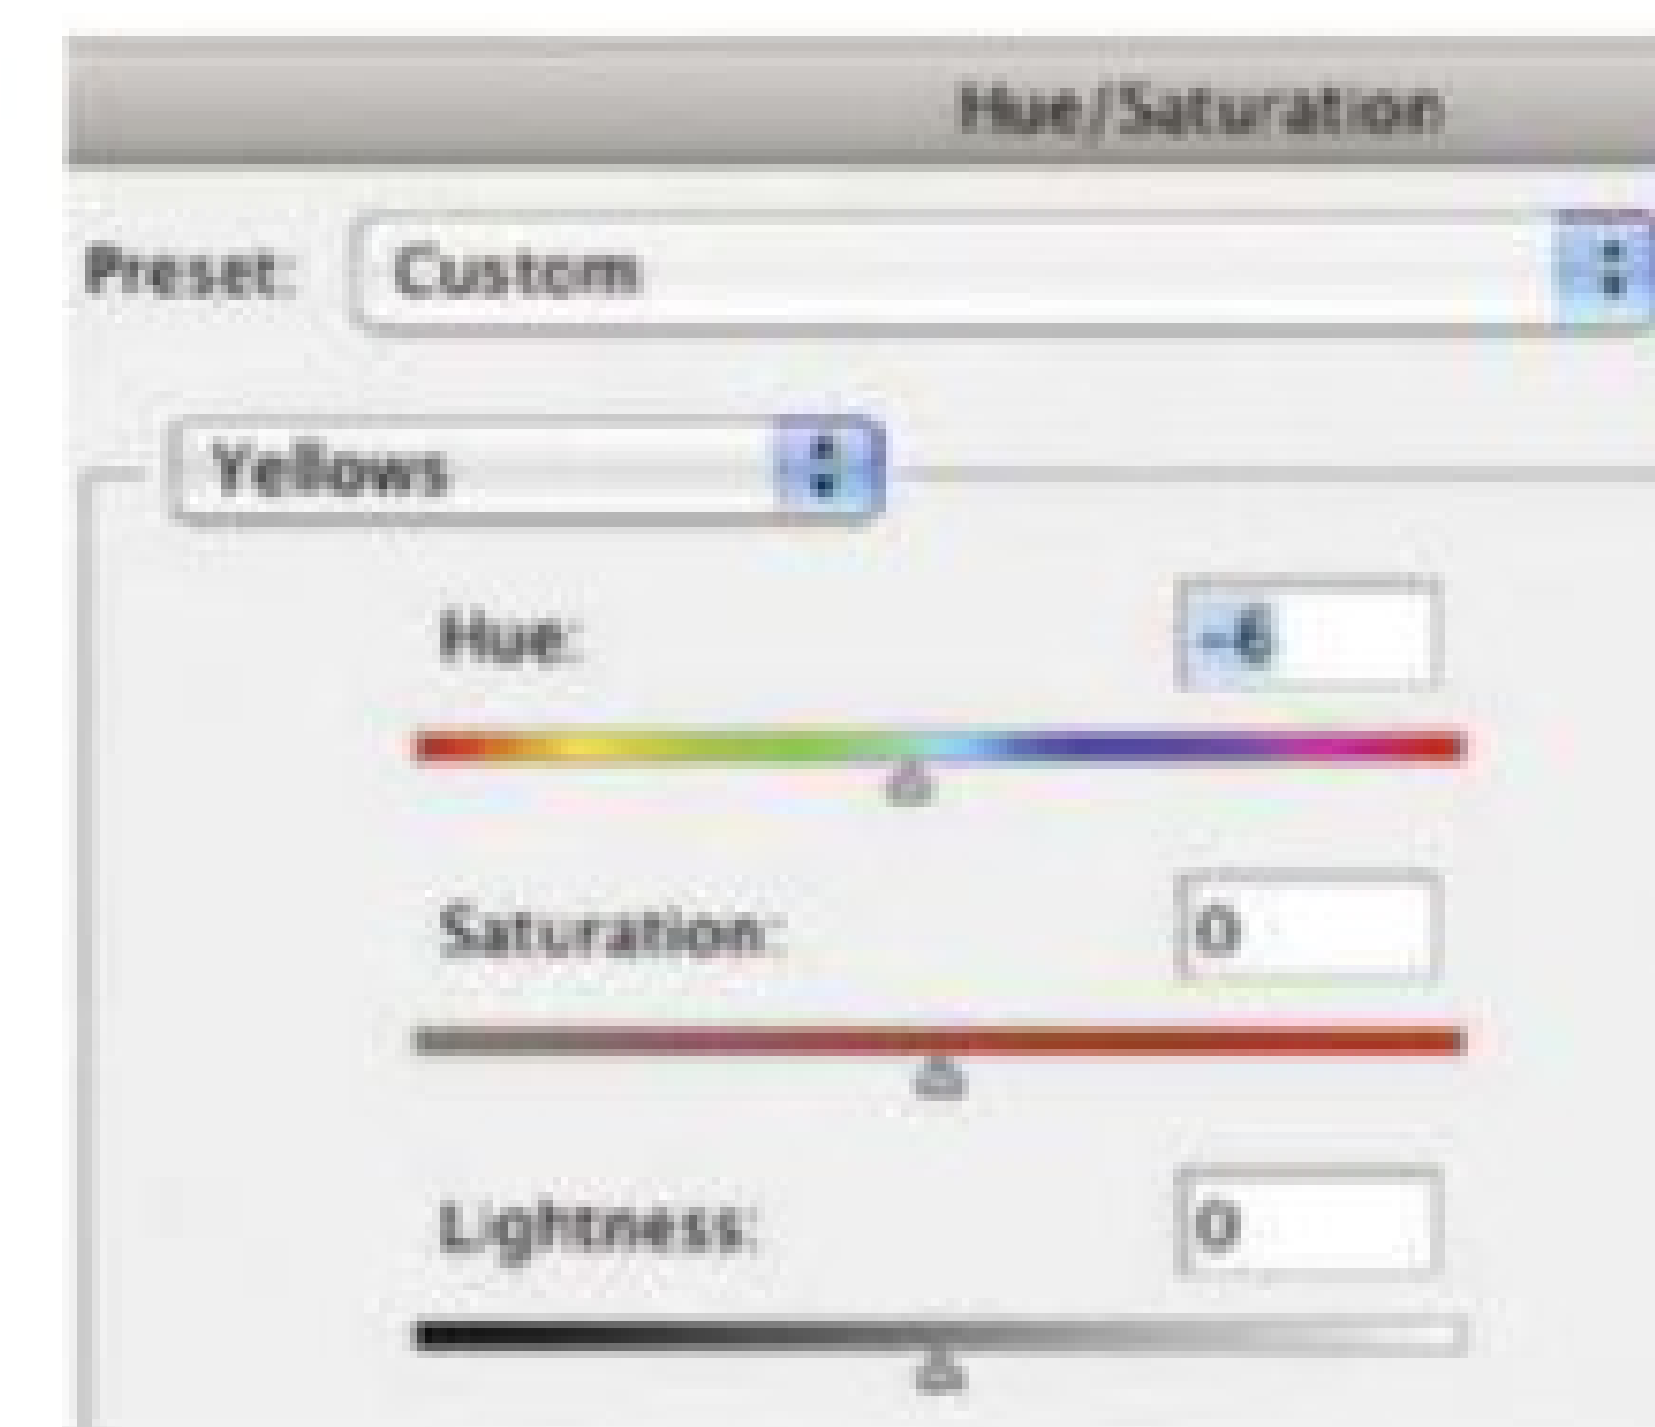 Hue/Saturation
Preset: Custom
Yellows
Hue: -6
Saturation: 0
Lightness: 0